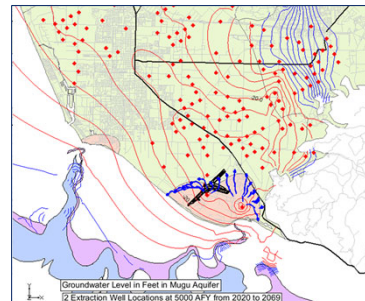 Groundwater Level in Feet in Mugu Aquifer
2 Extraction Well Locations at 5000 AFY from 2020 to 2069